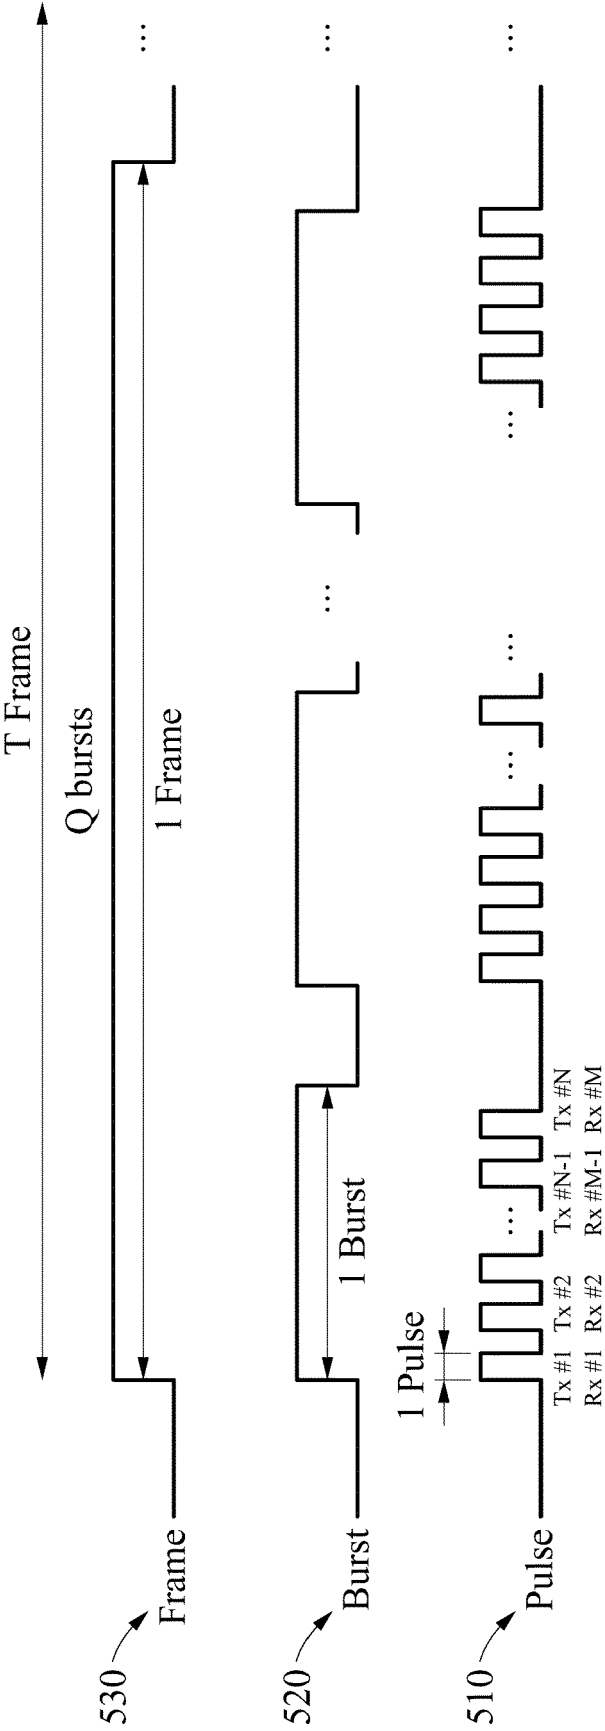 T Frame
Q bursts
530
Frame
1 Frame
...
520
Burst
1 Burst
...
...
510
Pulse
1 Pulse
...
...
...
...
...
Tx #1 Tx #2 Tx #N-1 Tx #N
Rx #1 Rx #2 Rx #M-1 Rx #M